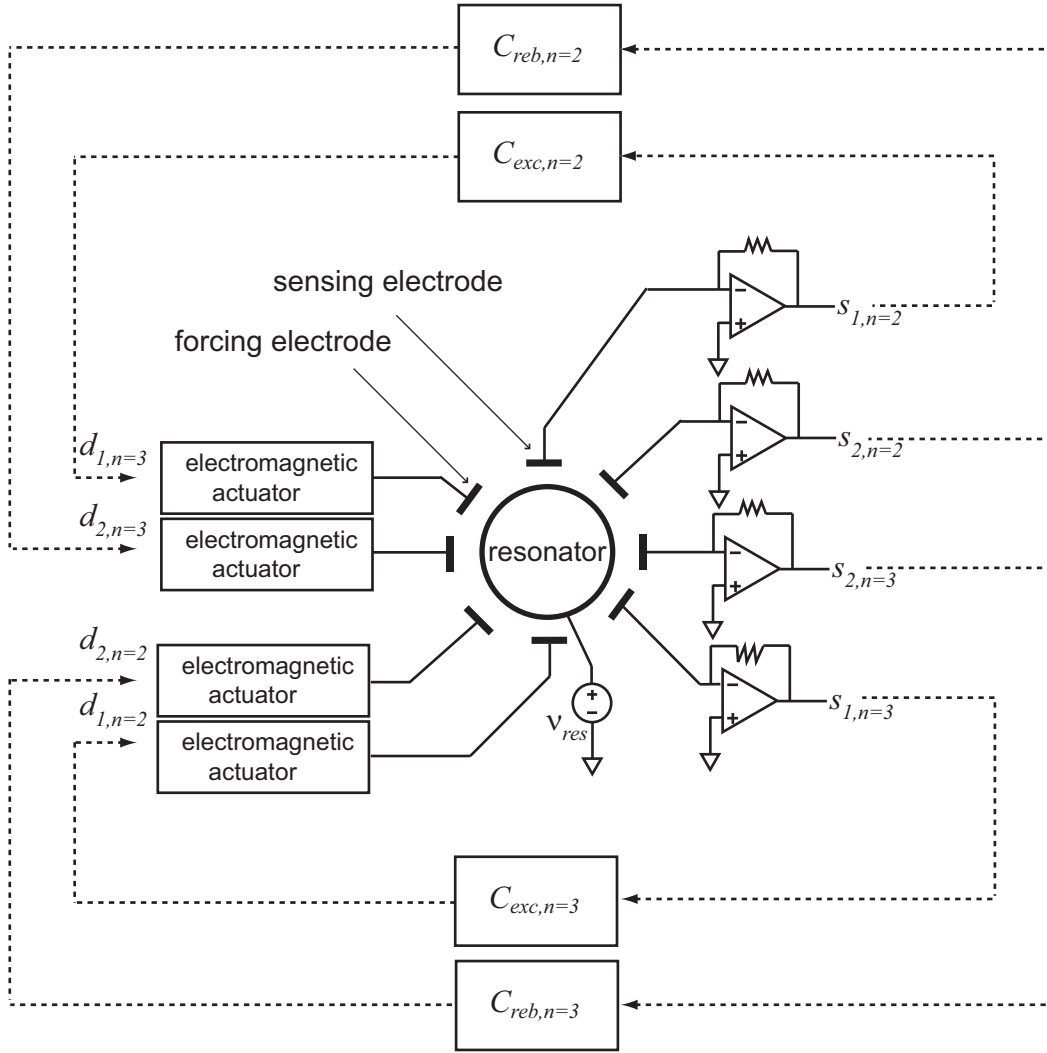 C_{reb,n=2}
C_{exc,n=2}
sensing electrode
forcing electrode
s_{1,n=2}
s_{2,n=2}
s_{2,n=3}
s_{1,n=3}
d_{1,n=3}
electromagnetic
actuator
d_{2,n=3}
electromagnetic
actuator
resonator
d_{2,n=2}
electromagnetic
actuator
d_{1,n=2}
electromagnetic
actuator
ν_{res}
C_{exc,n=3}
C_{reb,n=3}